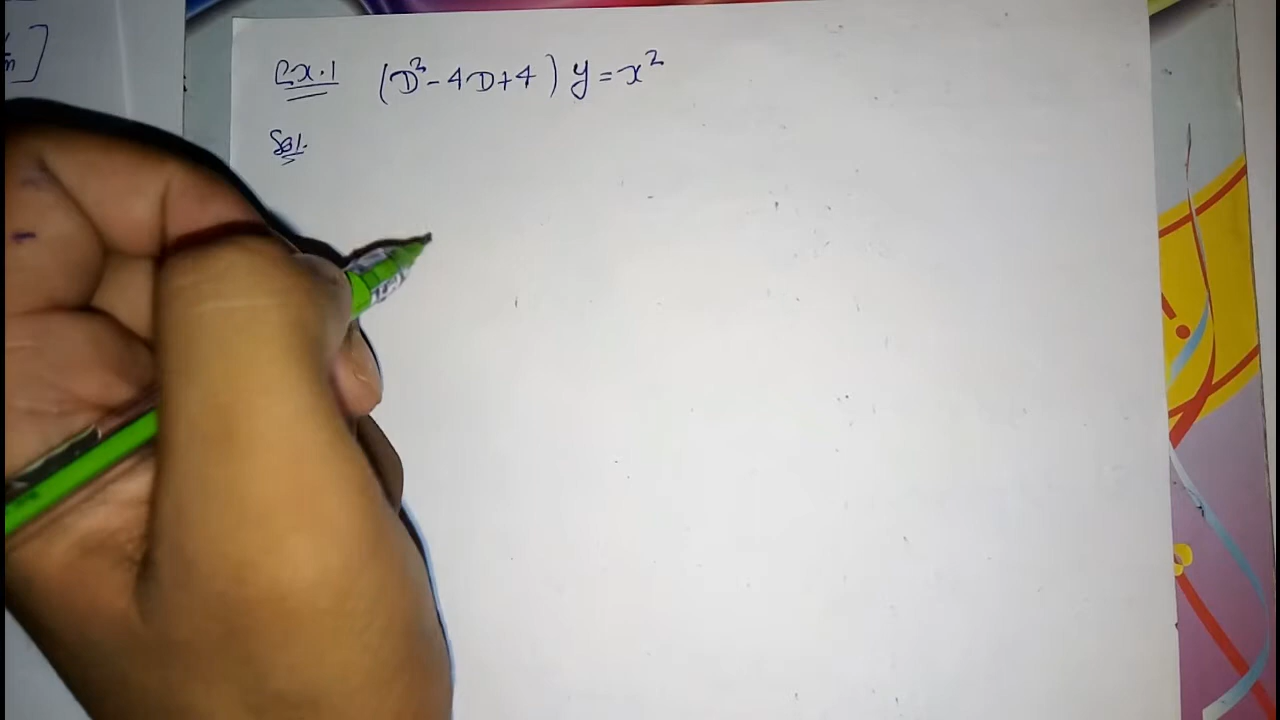 Ex.1 (D²-4D+4) y = x²
Sol.